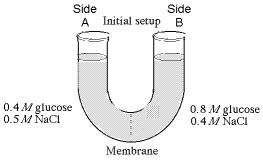 Side Side
A Initial setup B
0.4 M glucose 0.8 M glucose
0.5 M NaCl 0.4 M NaCl
Membrane